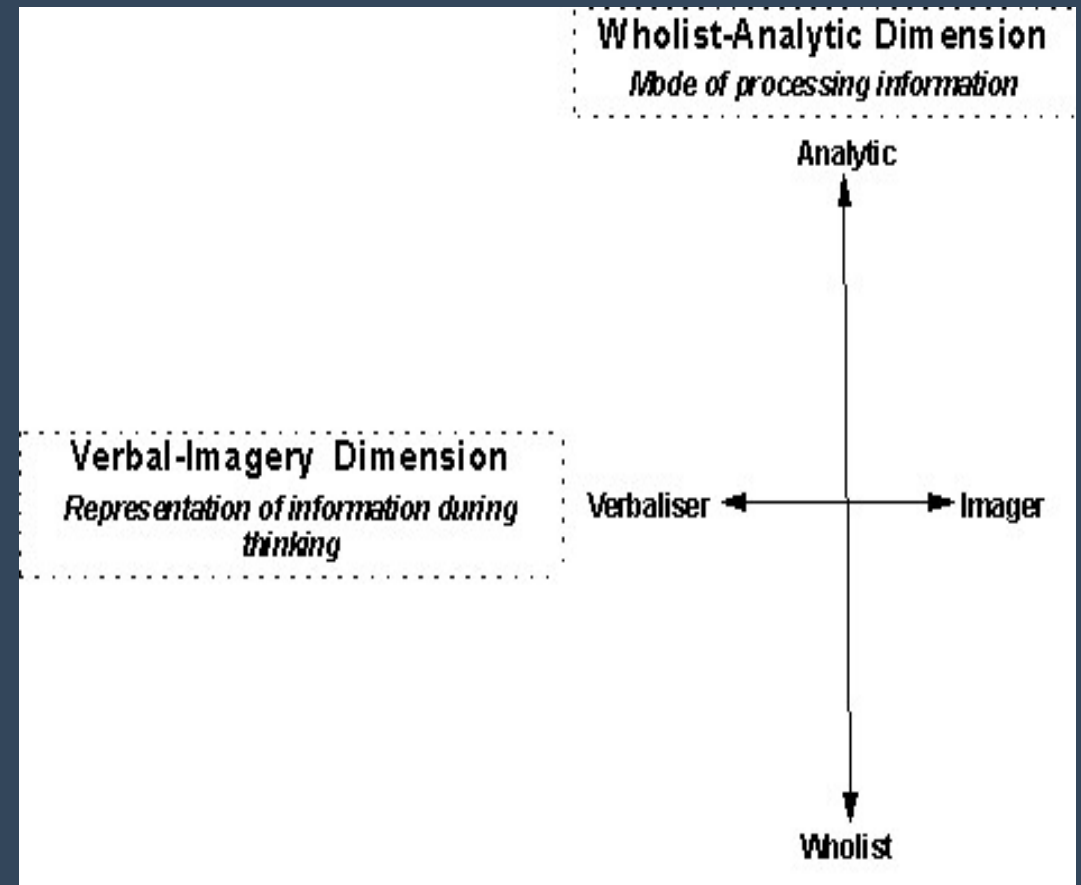 Wholist-Analytic Dimension
Mode of processing information
Analytic
Verbal-Imagery Dimension
Representation of information during
thinking
Verbaliser
Imager
Wholist